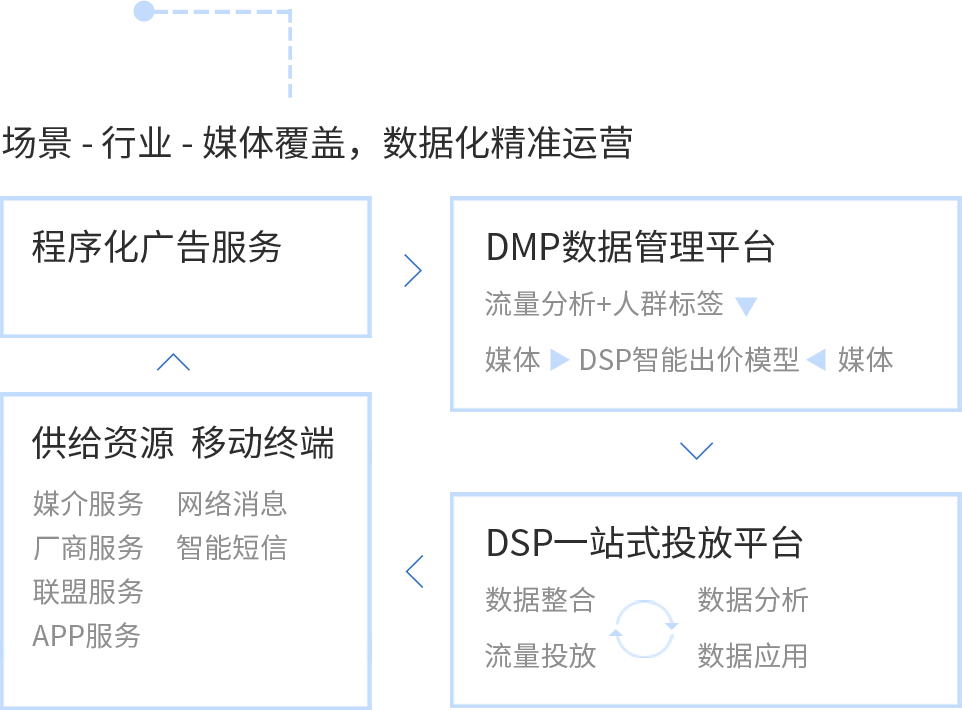 场景 - 行业 - 媒体覆盖，数据化精准运营
程序化广告服务
DMP数据管理平台
流量分析+人群标签
媒体 DSP智能出价模型 媒体
供给资源 移动终端
媒介服务 网络消息
厂商服务 智能短信
联盟服务
APP服务
DSP一站式投放平台
数据整合 数据分析
流量投放 数据应用